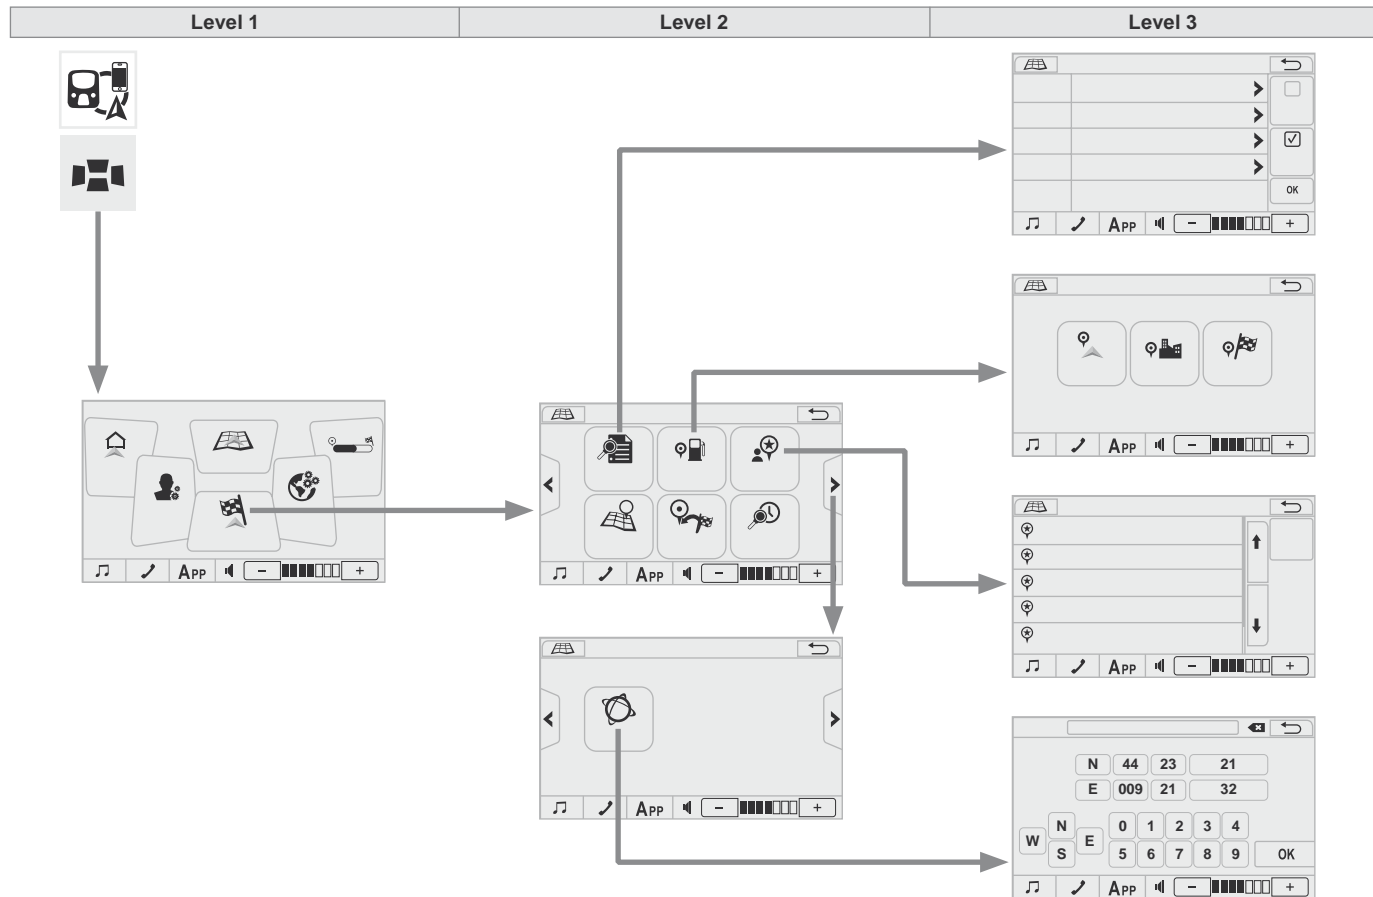 Level 1 Level 2 Level 3
OK
APP - +
APP - +
APP - +
APP - +
APP - +
APP - +
N 44 23 21
E 009 21 32
N 0 1 2 3 4
W E
S 5 6 7 8 9 OK
APP - +